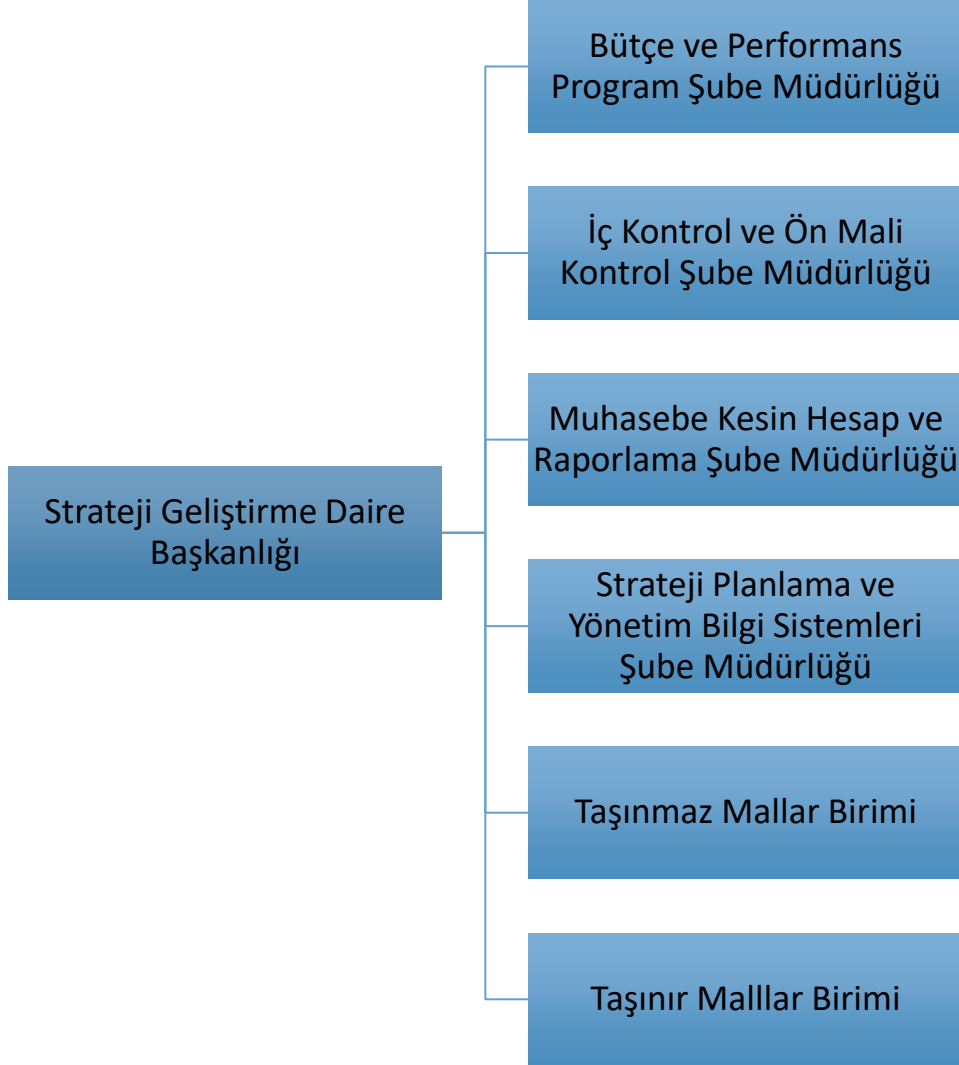 Bütçe ve Performans
Program Şube Müdürlüğü
İç Kontrol ve Ön Mali
Kontrol Şube Müdürlüğü
Muhasebe Kesin Hesap ve
Raporlama Şube Müdürlüğü
Strateji Geliştirme Daire
Başkanlığı
Strateji Planlama ve
Yönetim Bilgi Sistemleri
Şube Müdürlüğü
Taşınmaz Mallar Birimi
Taşınır Malllar Birimi